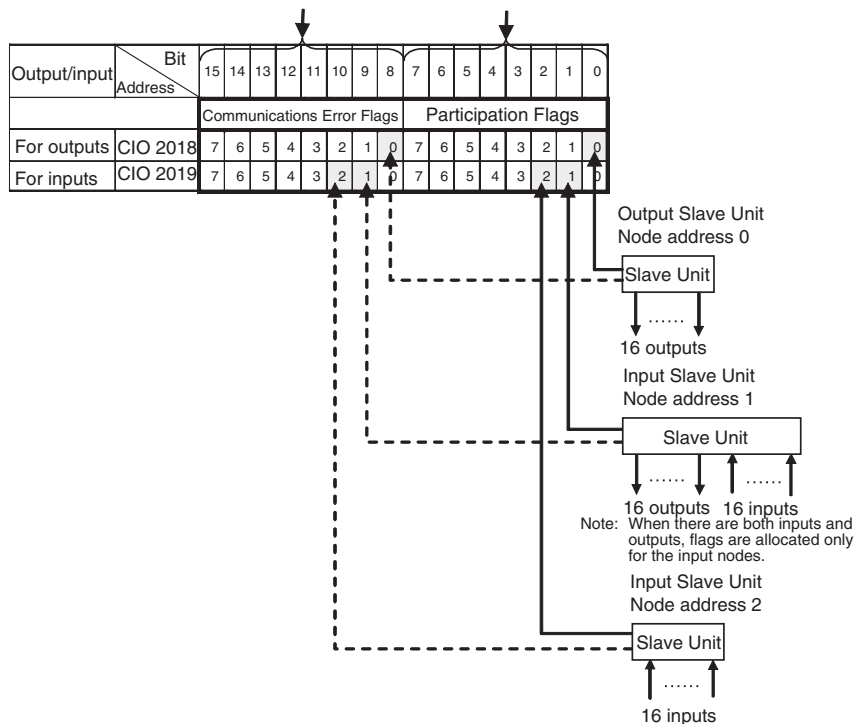 Output/input Bit Address 15 14 13 12 11 10 9 8 7 6 5 4 3 2 1 0
Communications Error Flags Participation Flags
For outputs CIO 2018 7 6 5 4 3 2 1 0 7 6 5 4 3 2 1 0
For inputs CIO 2019 7 6 5 4 3 2 1 0 7 6 5 4 3 2 1 0
Output Slave Unit
Node address 0
Slave Unit
......
16 outputs
Input Slave Unit
Node address 1
Slave Unit
...... ......
16 outputs 16 inputs
Note: When there are both inputs and
outputs, flags are allocated only
for the input nodes.
Input Slave Unit
Node address 2
Slave Unit
......
16 inputs